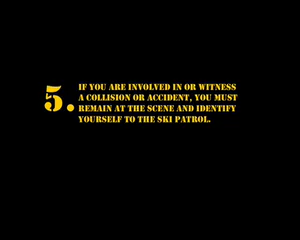 5. IF YOU ARE INVOLVED IN OR WITNESS
A COLLISION OR ACCIDENT, YOU MUST
REMAIN AT THE SCENE AND IDENTIFY
YOURSELF TO THE SKI PATROL.